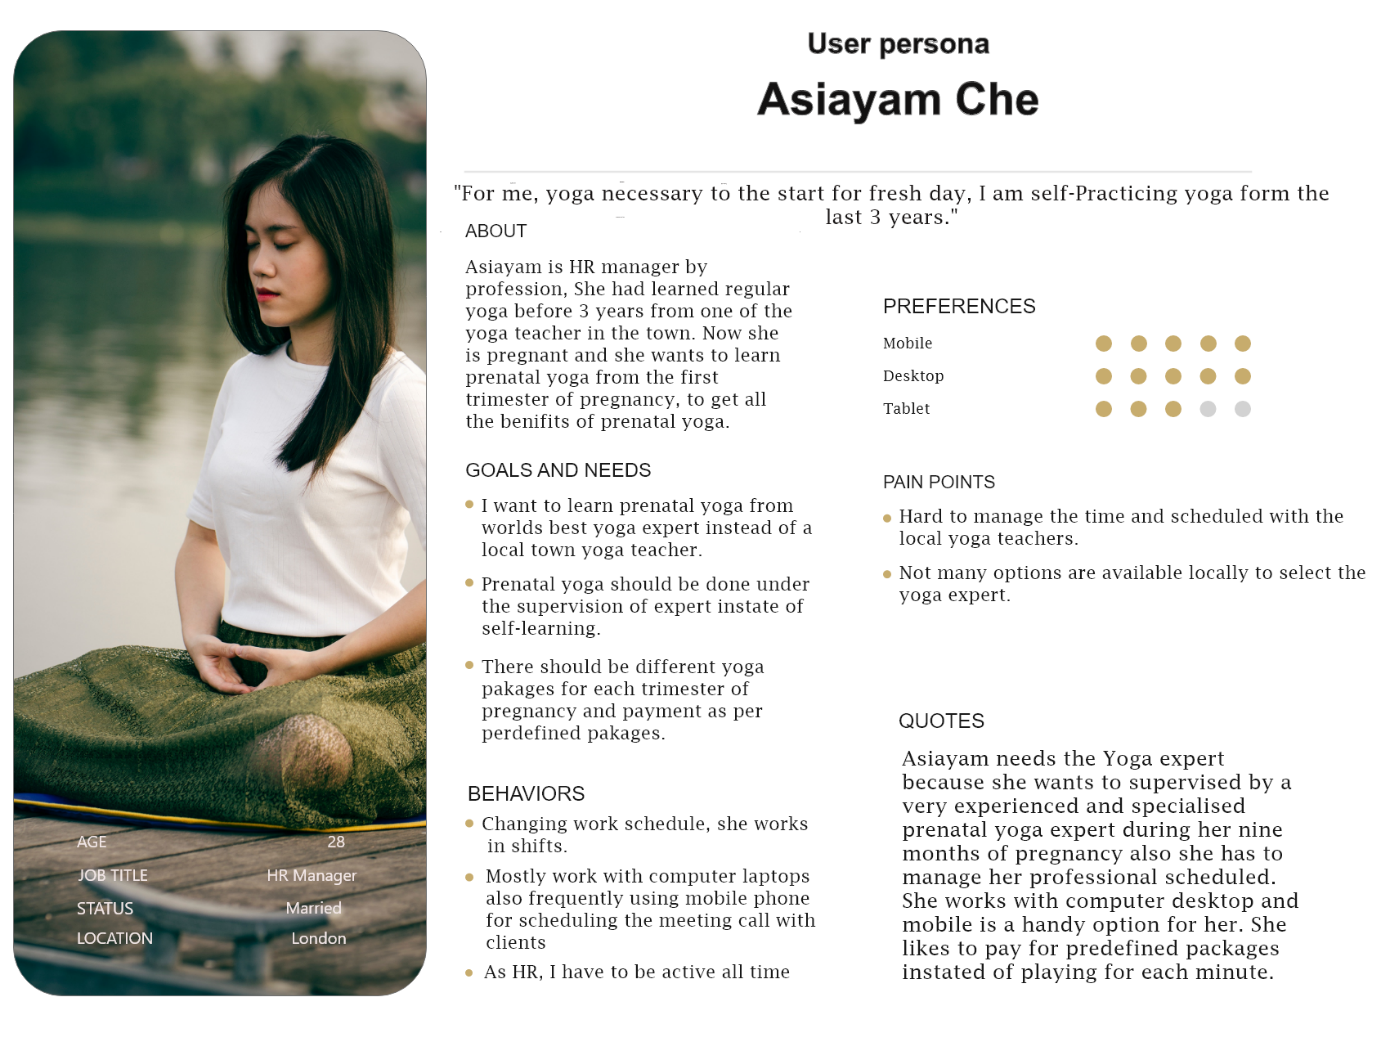 User persona
Asiayam Che
"For me, yoga necessary to the start for fresh day, I am self-Practicing yoga form the
last 3 years."
ABOUT
Asiayam is HR manager by
profession, She had learned regular
yoga before 3 years from one of the
yoga teacher in the town. Now she
is pregnant and she wants to learn
prenatal yoga from the first
trimester of pregnancy, to get all
the benifits of prenatal yoga.
GOALS AND NEEDS
I want to learn prenatal yoga from
worlds best yoga expert instead of a
local town yoga teacher.
Prenatal yoga should be done under
the supervision of expert instate of
self-learning.
There should be different yoga
pakages for each trimester of
pregnancy and payment as per
perdefined pakages.
BEHAVIORS
Changing work schedule, she works
in shifts.
Mostly work with computer laptops
also frequently using mobile phone
for scheduling the meeting call with
clients
As HR, I have to be active all time
PREFERENCES
Mobile
Desktop
Tablet
PAIN POINTS
Hard to manage the time and scheduled with the
local yoga teachers.
Not many options are available locally to select the
yoga expert.
QUOTES
Asiayam needs the Yoga expert
because she wants to supervised by a
very experienced and specialised
prenatal yoga expert during her nine
months of pregnancy also she has to
manage her professional scheduled.
She works with computer desktop and
mobile is a handy option for her. She
likes to pay for predefined packages
instated of playing for each minute.
AGE 28
JOB TITLE HR Manager
STATUS Married
LOCATION London